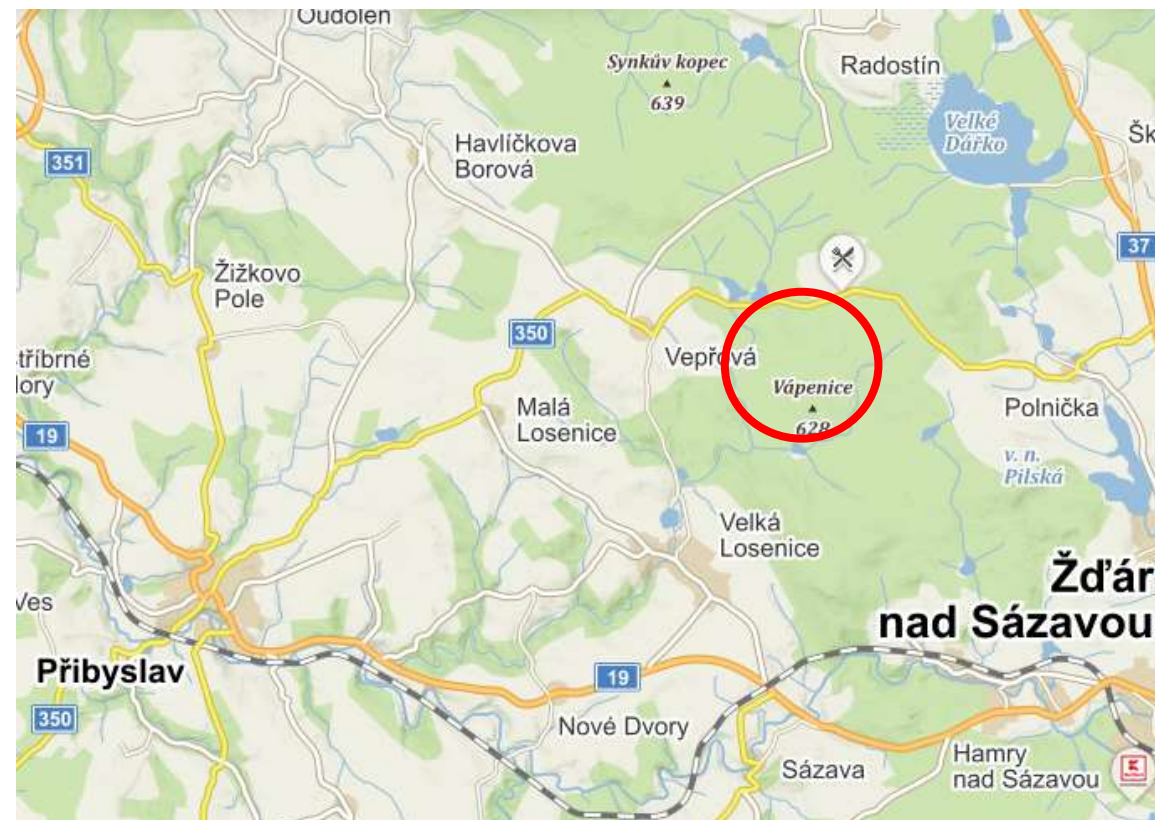 Oudoleň
Synkův kopec
639
Radostín
Velké
Dářko
Šk
351
Havlíčkova
Borová
37
Žižkovo
Pole
350
tříbrné
lory
Vepřová
Vápenice
628
Malá
Losenice
Polnička
19
v. n.
Pilská
Velká
Losenice
Žďár
nad Sázavou
Ves
Přibyslav
19
350
Nové Dvory
Sázava
Hamry
nad Sázavou